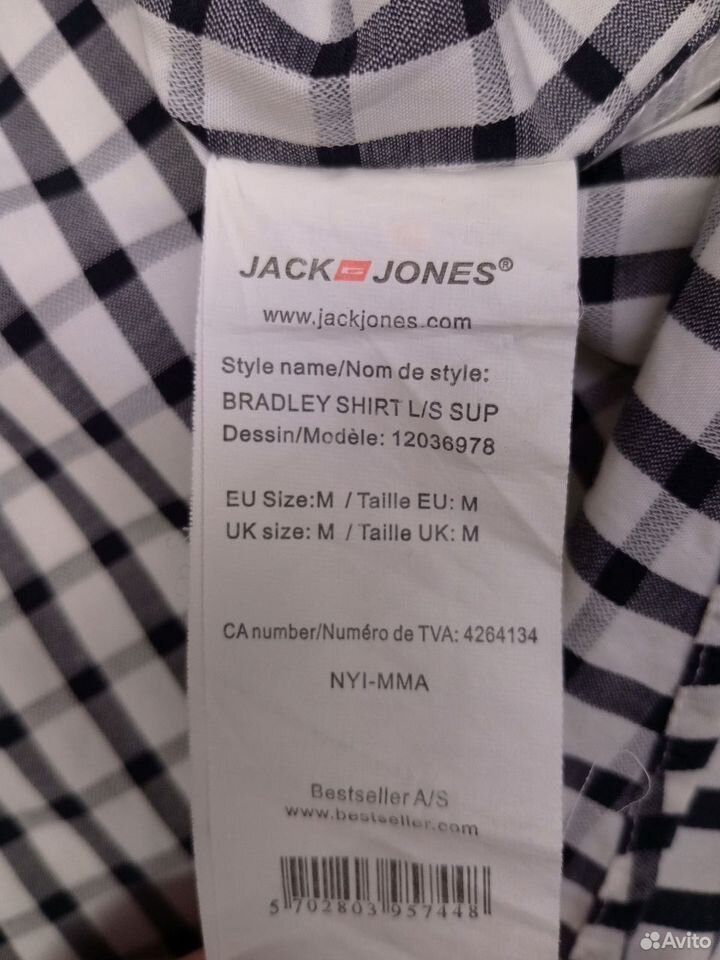 JACK JONES®
www.jackjones.com
Style name/Nom de style:
BRADLEY SHIRT L/S SUP
Dessin/Modèle: 12036978
EU Size:M / Taille EU: M
UK size: M / Taille UK: M
CA number/Numéro de TVA: 4264134
NYI-MMA
Bestseller A/S
www.bestseller.com
5 702803 957448
Avito